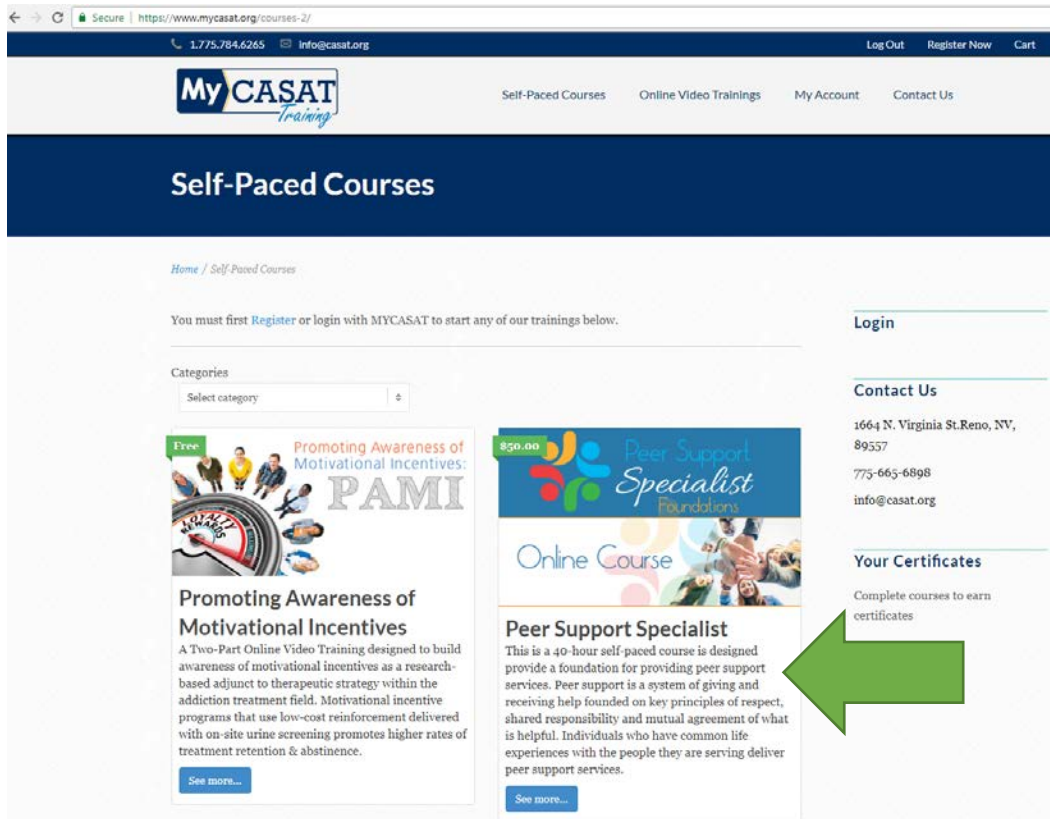 Secure | https://www.mycasat.org/courses-2/
1.775.784.6265 Info@casat.org Log Out Register Now Cart
My CASAT
Training
Self-Paced Courses Online Video Trainings My Account Contact Us
Self-Paced Courses
Home / Self-Paced Courses
You must first Register or login with MYCASAT to start any of our trainings below.
Categories
Select category
Free
Promoting Awareness of
Motivational Incentives:
PAMI
LOYALTY
REWARDS
Promoting Awareness of
Motivational Incentives
A Two-Part Online Video Training designed to build
awareness of motivational incentives as a research-
based adjunct to therapeutic strategy within the
addiction treatment field. Motivational incentive
programs that use low-cost reinforcement delivered
with on-site urine screening promotes higher rates of
treatment retention & abstinence.
See more...
$50.00
Peer Support
Specialist
Foundations
Online Course
Peer Support Specialist
This is a 40-hour self-paced course is designed
provide a foundation for providing peer support
services. Peer support is a system of giving and
receiving help founded on key principles of respect,
shared responsibility and mutual agreement of what
is helpful. Individuals who have common life
experiences with the people they are serving deliver
peer support services.
See more...
Login
Contact Us
1664 N. Virginia St.Reno, NV,
89557
775-665-6898
info@casat.org
Your Certificates
Complete courses to earn
certificates